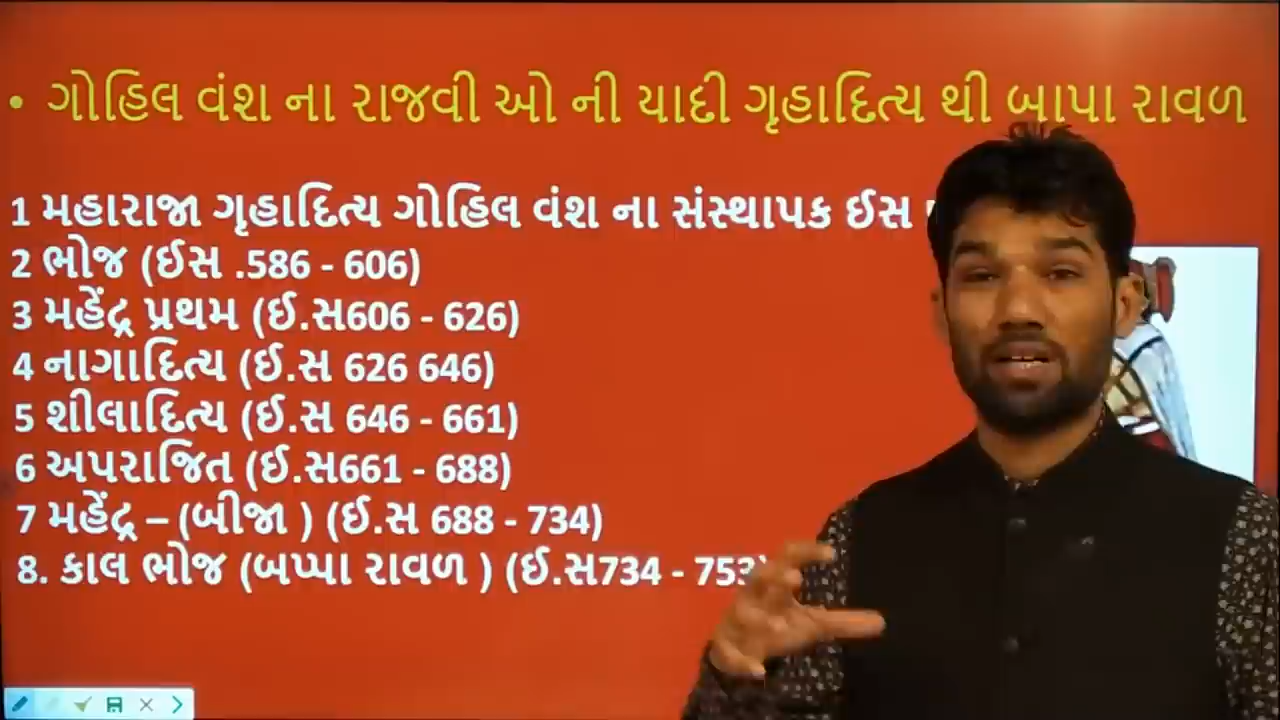 • ગોહિલ વંશ ના રાજવી ઓ ની યાદી ગૃહાદિત્ય થી બાપા રાવળ
1 મહારાજા ગૃહાદિત્ય ગોહિલ વંશ ના સંસ્થાપક ઈસ
2 ભોજ (ઈસ .586 - 606)
3 મહેંદ્ર પ્રથમ (ઈ.સ606 - 626)
4 નાગાદિત્ય (ઈ.સ 626 646)
5 શીલાદિત્ય (ઈ.સ 646 - 661)
6 અપરાજિત (ઈ.સ661 - 688)
7 મહેંદ્ર – (બીજા ) (ઈ.સ 688 - 734)
8. કાલ ભોજ (બપ્પા રાવળ ) (ઈ.સ734 - 753)